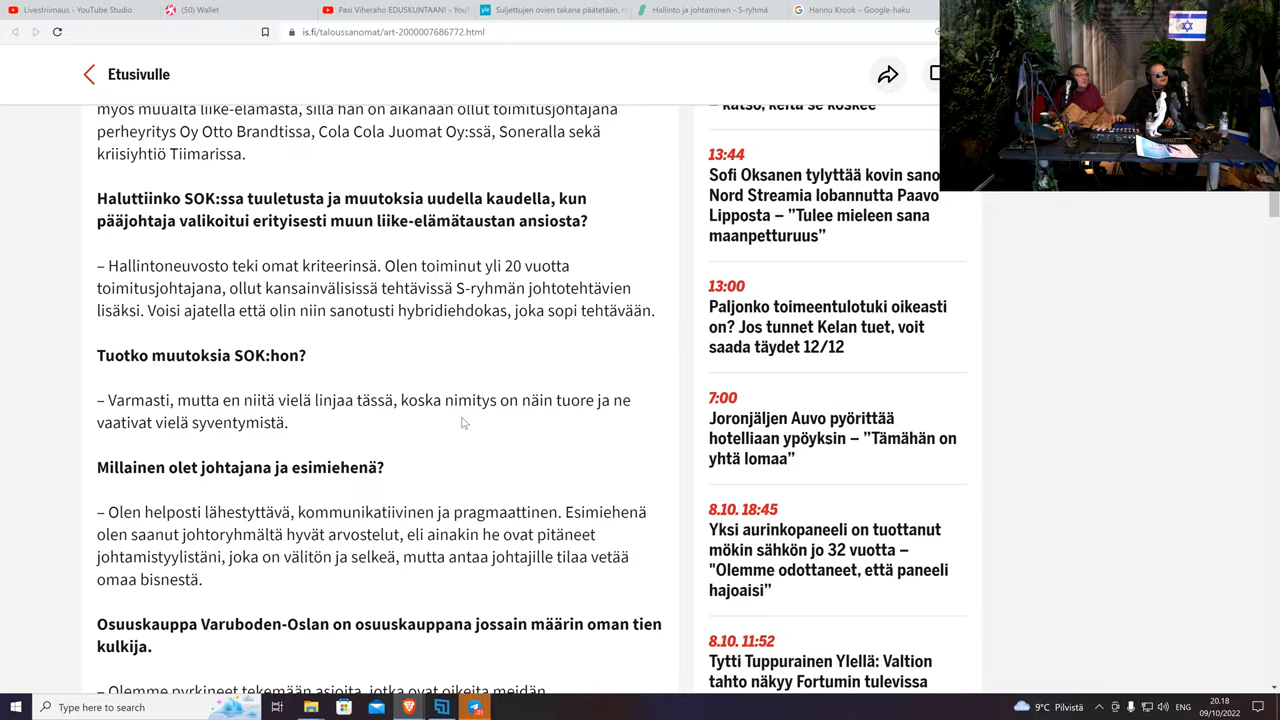 Livestriimaus - YouTube Studio
(50) Wallet
Pasi Viheraho EDUSKUNTAAN! - YouT
Suljettujen ovien takana päätetään, m
Hallinto ja johtaminen - S-ryhmä
Hannu Krook – Google-haku
is.fi/taloussanomat/art-2000007686772.html
Etusivulle
myös muualta liike-elämästä, sillä hän on aikanaan ollut toimitusjohtajana
perheyritys Oy Otto Brandtissa, Cola Cola Juomat Oy:ssä, Soneralla sekä
kriisiyhtiö Tiimarissa.
Haluttiinko SOK:ssa tuuletusta ja muutoksia uudella kaudella, kun
pääjohtaja valikoitui erityisesti muun liike-elämätaustan ansiosta?
– Hallintoneuvosto teki omat kriteerinsä. Olen toiminut yli 20 vuotta
toimitusjohtajana, ollut kansainvälisissä tehtävissä S-ryhmän johtotehtävien
lisäksi. Voisi ajatella että olin niin sanotusti hybridiehdokas, joka sopi tehtävään.
Tuotko muutoksia SOK:hon?
– Varmasti, mutta en niitä vielä linjaa tässä, koska nimitys on näin tuore ja ne
vaativat vielä syventymistä.
Millainen olet johtajana ja esimiehenä?
– Olen helposti lähestyttävä, kommunikatiivinen ja pragmaattinen. Esimiehenä
olen saanut johtoryhmältä hyvät arvostelut, eli ainakin he ovat pitäneet
johtamistyylistäni, joka on välitön ja selkeä, mutta antaa johtajille tilaa vetää
omaa bisnestä.
Osuuskauppa Varuboden-Oslan on osuuskauppana jossain määrin oman tien
kulkija.
– Olemme pyrkineet tekemään asioita, jotka ovat oikeita meidän
– katso, keitä se koskee
13:44
Sofi Oksanen tylyttää kovin sano
Nord Streamia lobannutta Paavo
Lipposta – ”Tulee mieleen sana
maanpetturuus”
13:00
Paljonko toimeentulotuki oikeasti
on? Jos tunnet Kelan tuet, voit
saada täydet 12/12
7:00
Joronjäljen Auvo pyörittää
hotelliaan ypöyksin – ”Tämähän on
yhtä lomaa”
8.10. 18:45
Yksi aurinkopaneeli on tuottanut
mökin sähkön jo 32 vuotta –
"Olemme odottaneet, että paneeli
hajoaisi”
8.10. 11:52
Tytti Tuppurainen Ylellä: Valtion
tahto näkyy Fortumin tulevissa
Type here to search
9°C Pilvistä
20.18
09/10/2022